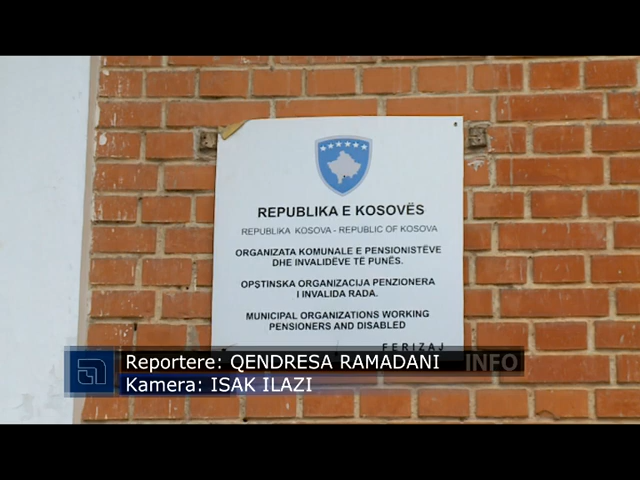 REPUBLIKA E KOSOVËS
REPUBLIKA KOSOVA - REPUBLIC OF KOSOVA
ORGANIZATA KOMUNALE E PENSIONISTËVE
DHE INVALIDËVE TË PUNËS.
OPŞTINSKA ORGANIZACIJA PENZIONERA
I INVALIDA RADA.
MUNICIPAL ORGANIZATIONS WORKING
PENSIONERS AND DISABLED
FERIZAJ
Reportere: QENDRESA RAMADANI
INFO
Kamera: ISAK ILAZI